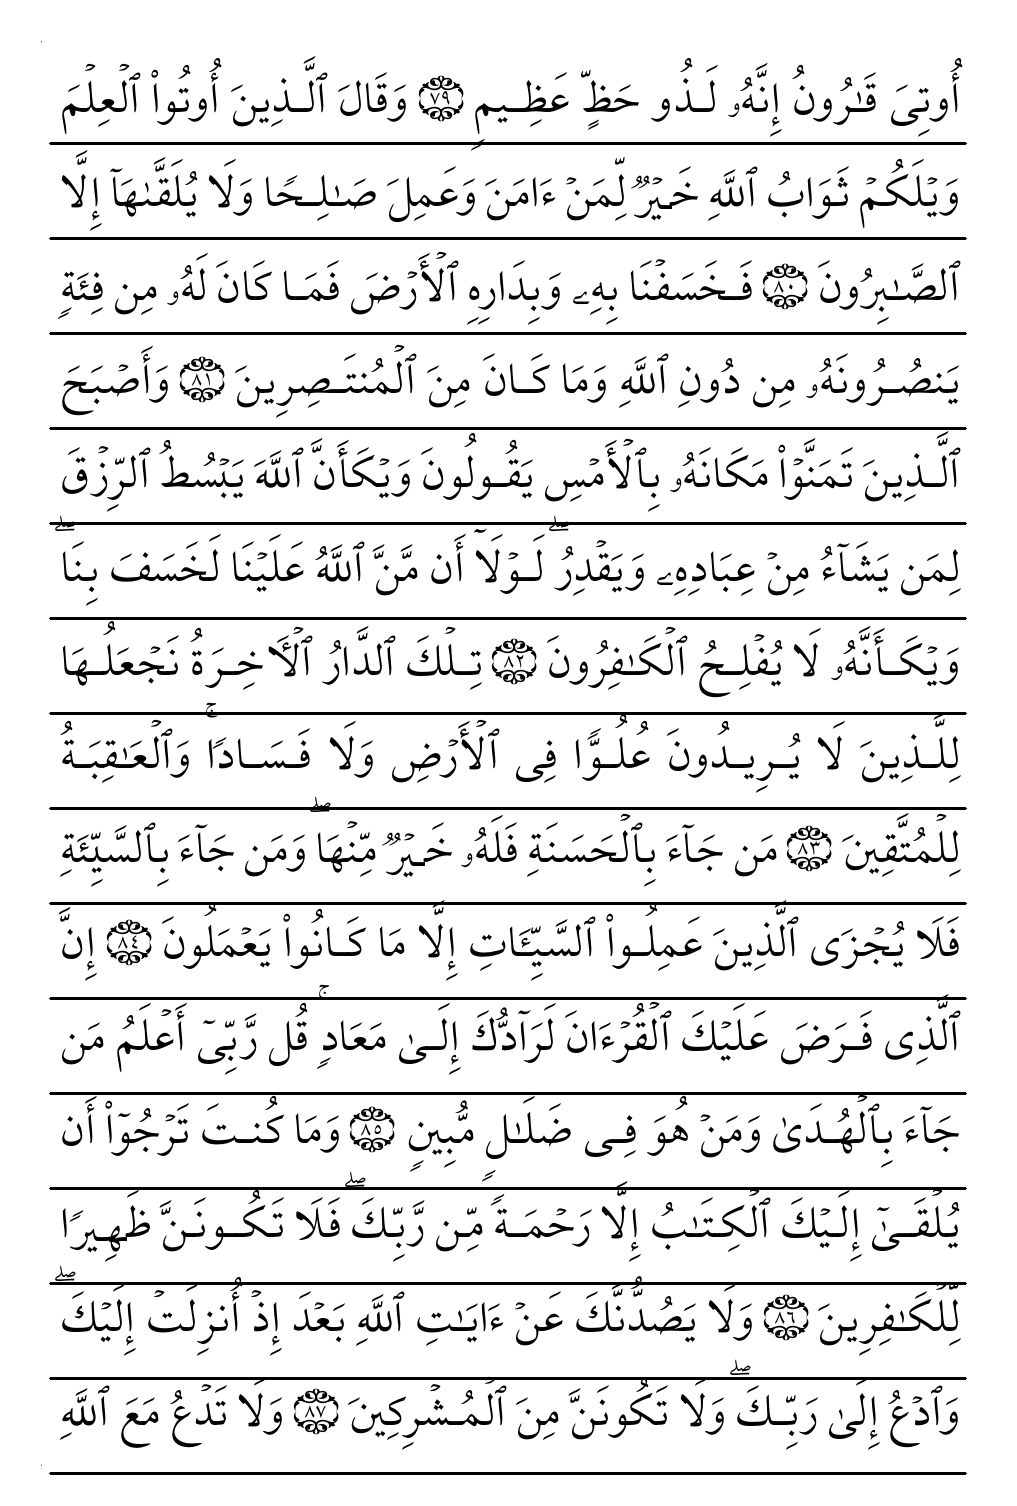 أُوتِىَ قَٰرُونُ إِنَّهُۥ لَذُو حَظٍّ عَظِيمٍ ٧٩ وَقَالَ ٱلَّذِينَ أُوتُوا۟ ٱلْعِلْمَ
وَيْلَكُمْ ثَوَابُ ٱللَّهِ خَيْرٌ لِّمَنْ ءَامَنَ وَعَمِلَ صَٰلِحًا وَلَا يُلَقَّىٰهَآ إِلَّا
ٱلصَّٰبِرُونَ ٨٠ فَخَسَفْنَا بِهِۦ وَبِدَارِهِ ٱلْأَرْضَ فَمَا كَانَ لَهُۥ مِن فِئَةٍ
يَنصُرُونَهُۥ مِن دُونِ ٱللَّهِ وَمَا كَانَ مِنَ ٱلْمُنتَصِرِينَ ٨١ وَأَصْبَحَ
ٱلَّذِينَ تَمَنَّوْا۟ مَكَانَهُۥ بِٱلْأَمْسِ يَقُولُونَ وَيْكَأَنَّ ٱللَّهَ يَبْسُطُ ٱلرِّزْقَ
لِمَن يَشَآءُ مِنْ عِبَادِهِۦ وَيَقْدِرُ ۖ لَوْلَآ أَن مَّنَّ ٱللَّهُ عَلَيْنَا لَخَسَفَ بِنَا ۖ
وَيْكَأَنَّهُۥ لَا يُفْلِحُ ٱلْكَٰفِرُونَ ٨٢ تِلْكَ ٱلدَّارُ ٱلْـَٔاخِرَةُ نَجْعَلُهَا
لِلَّذِينَ لَا يُرِيدُونَ عُلُوًّا فِى ٱلْأَرْضِ وَلَا فَسَادًا ۚ وَٱلْعَٰقِبَةُ
لِلْمُتَّقِينَ ٨٣ مَن جَآءَ بِٱلْحَسَنَةِ فَلَهُۥ خَيْرٌ مِّنْهَا ۖ وَمَن جَآءَ بِٱلسَّيِّئَةِ
فَلَا يُجْزَى ٱلَّذِينَ عَمِلُوا۟ ٱلسَّيِّـَٔاتِ إِلَّا مَا كَانُوا۟ يَعْمَلُونَ ٨٤ إِنَّ
ٱلَّذِى فَرَضَ عَلَيْكَ ٱلْقُرْءَانَ لَرَآدُّكَ إِلَىٰ مَعَادٍ ۚ قُل رَّبِّىٓ أَعْلَمُ مَن
جَآءَ بِٱلْهُدَىٰ وَمَنْ هُوَ فِى ضَلَٰلٍ مُّبِينٍ ٨٥ وَمَا كُنتَ تَرْجُوٓا۟ أَن
يُلْقَىٰٓ إِلَيْكَ ٱلْكِتَٰبُ إِلَّا رَحْمَةً مِّن رَّبِّكَ ۖ فَلَا تَكُونَنَّ ظَهِيرًا
لِّلْكَٰفِرِينَ ٨٦ وَلَا يَصُدُّنَّكَ عَنْ ءَايَٰتِ ٱللَّهِ بَعْدَ إِذْ أُنزِلَتْ إِلَيْكَ ۖ
وَٱدْعُ إِلَىٰ رَبِّكَ ۖ وَلَا تَكُونَنَّ مِنَ ٱلْمُشْرِكِينَ ٨٧ وَلَا تَدْعُ مَعَ ٱللَّهِ